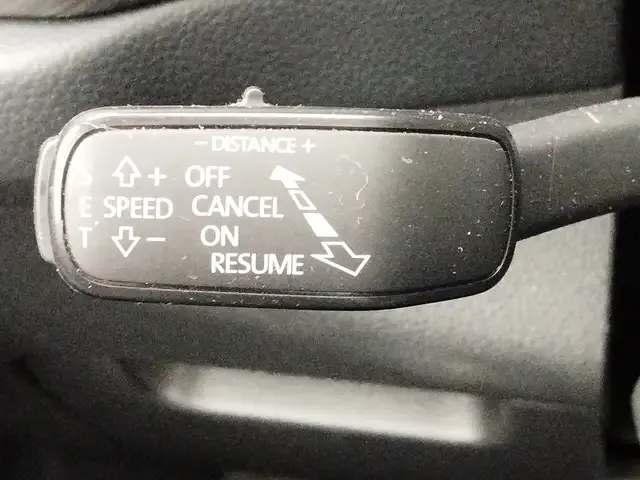 - DISTANCE +
S + OFF
E SPEED CANCEL
T - ON
RESUME